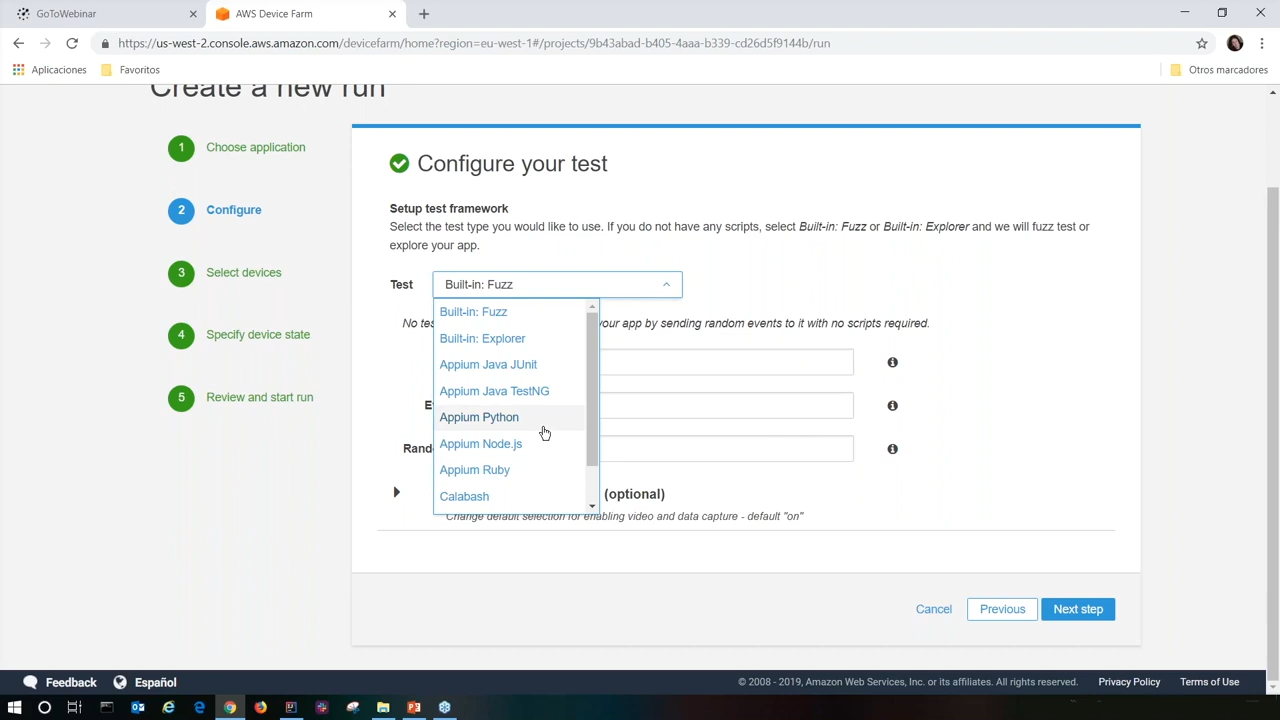 GoToWebinar
AWS Device Farm
https://us-west-2.console.aws.amazon.com/devicefarm/home?region=eu-west-1#/projects/9b43abad-b405-4aaa-b339-cd26d5f9144b/run
Aplicaciones
Favoritos
Otros marcadores
Create a new run
1 Choose application
2 Configure
3 Select devices
4 Specify device state
5 Review and start run
Configure your test
Setup test framework
Select the test type you would like to use. If you do not have any scripts, select Built-in: Fuzz or Built-in: Explorer and we will fuzz test or
explore your app.
Test
Built-in: Fuzz
Built-in: Fuzz
Built-in: Explorer
Appium Java JUnit
Appium Java TestNG
Appium Python
Appium Node.js
Appium Ruby
Calabash
No your app by sending random events to it with no scripts required.
(optional)
Change default selection for enabling video and data capture - default "on"
Cancel
Previous
Next step
Feedback
Español
© 2008 - 2019, Amazon Web Services, Inc. or its affiliates. All rights reserved.
Privacy Policy
Terms of Use